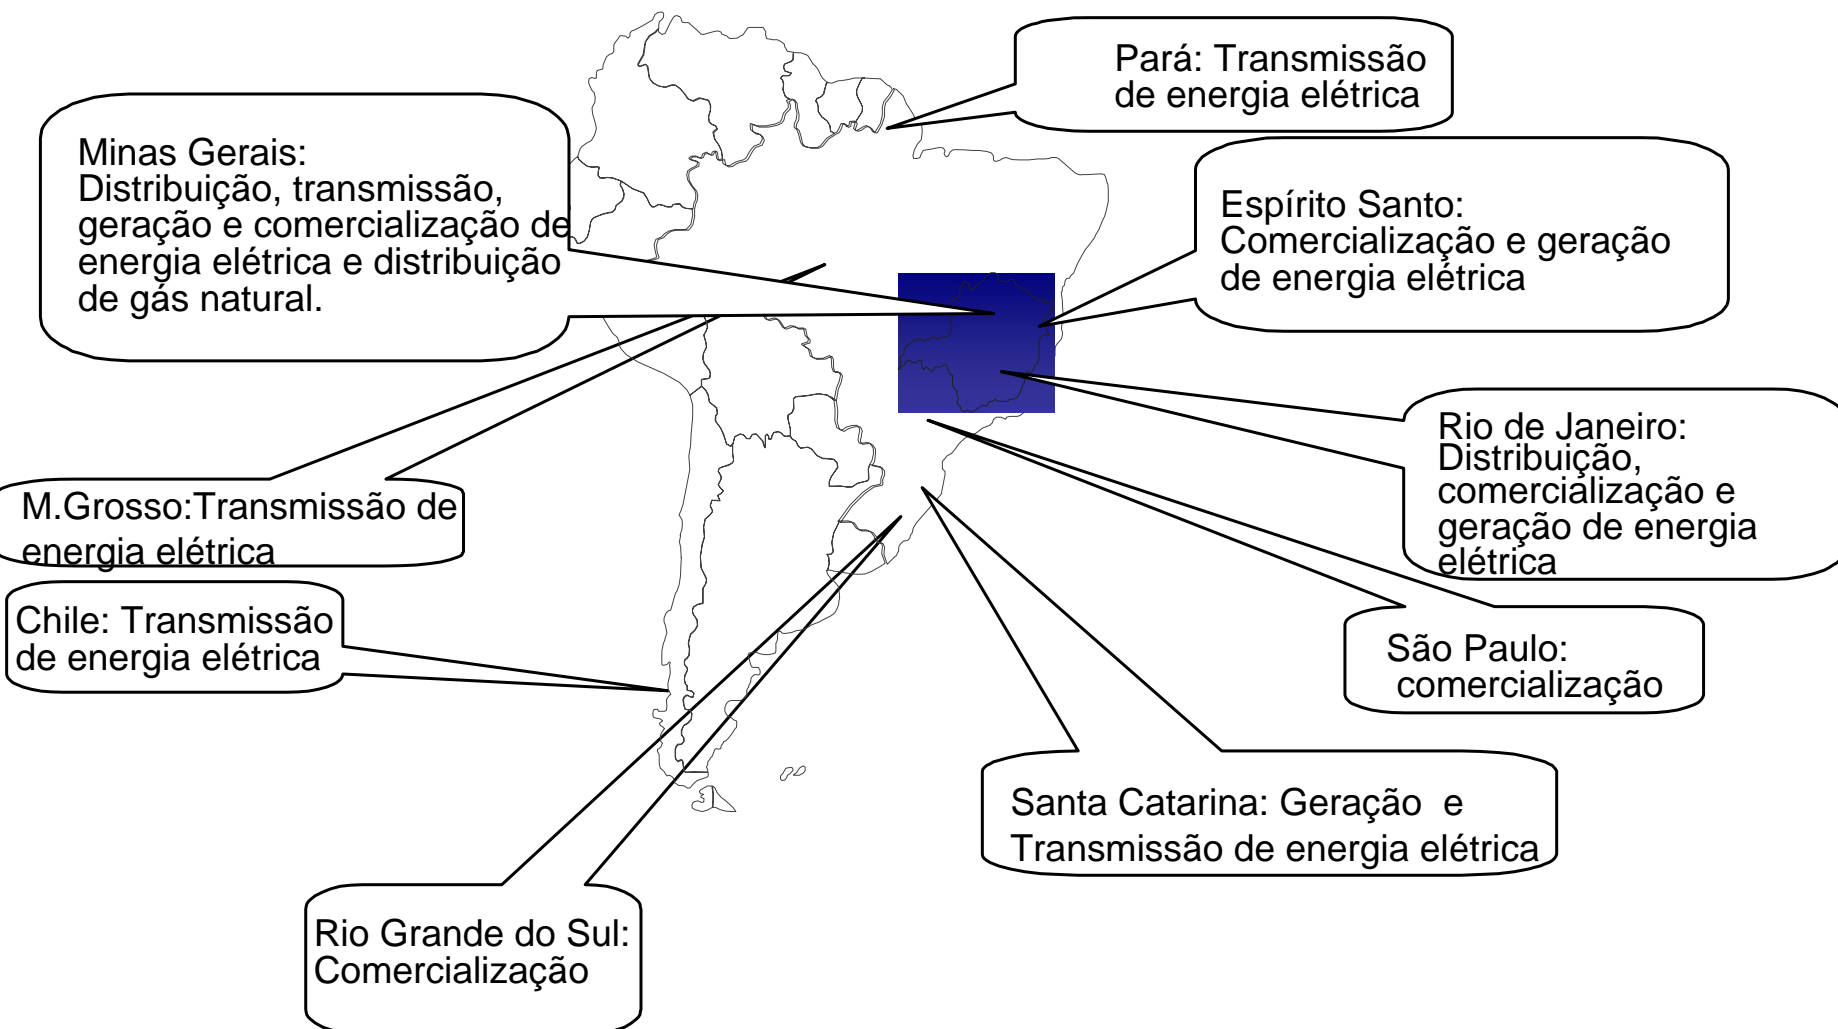 Pará: Transmissão
de energia elétrica
Minas Gerais:
Distribuição, transmissão,
geração e comercialização de
energia elétrica e distribuição
de gás natural.
Espírito Santo:
Comercialização e geração
de energia elétrica
Rio de Janeiro:
Distribuição,
comercialização e
geração de energia
elétrica
M.Grosso:Transmissão de
energia elétrica
Chile: Transmissão
de energia elétrica
São Paulo:
comercialização
Santa Catarina: Geração e
Transmissão de energia elétrica
Rio Grande do Sul:
Comercialização